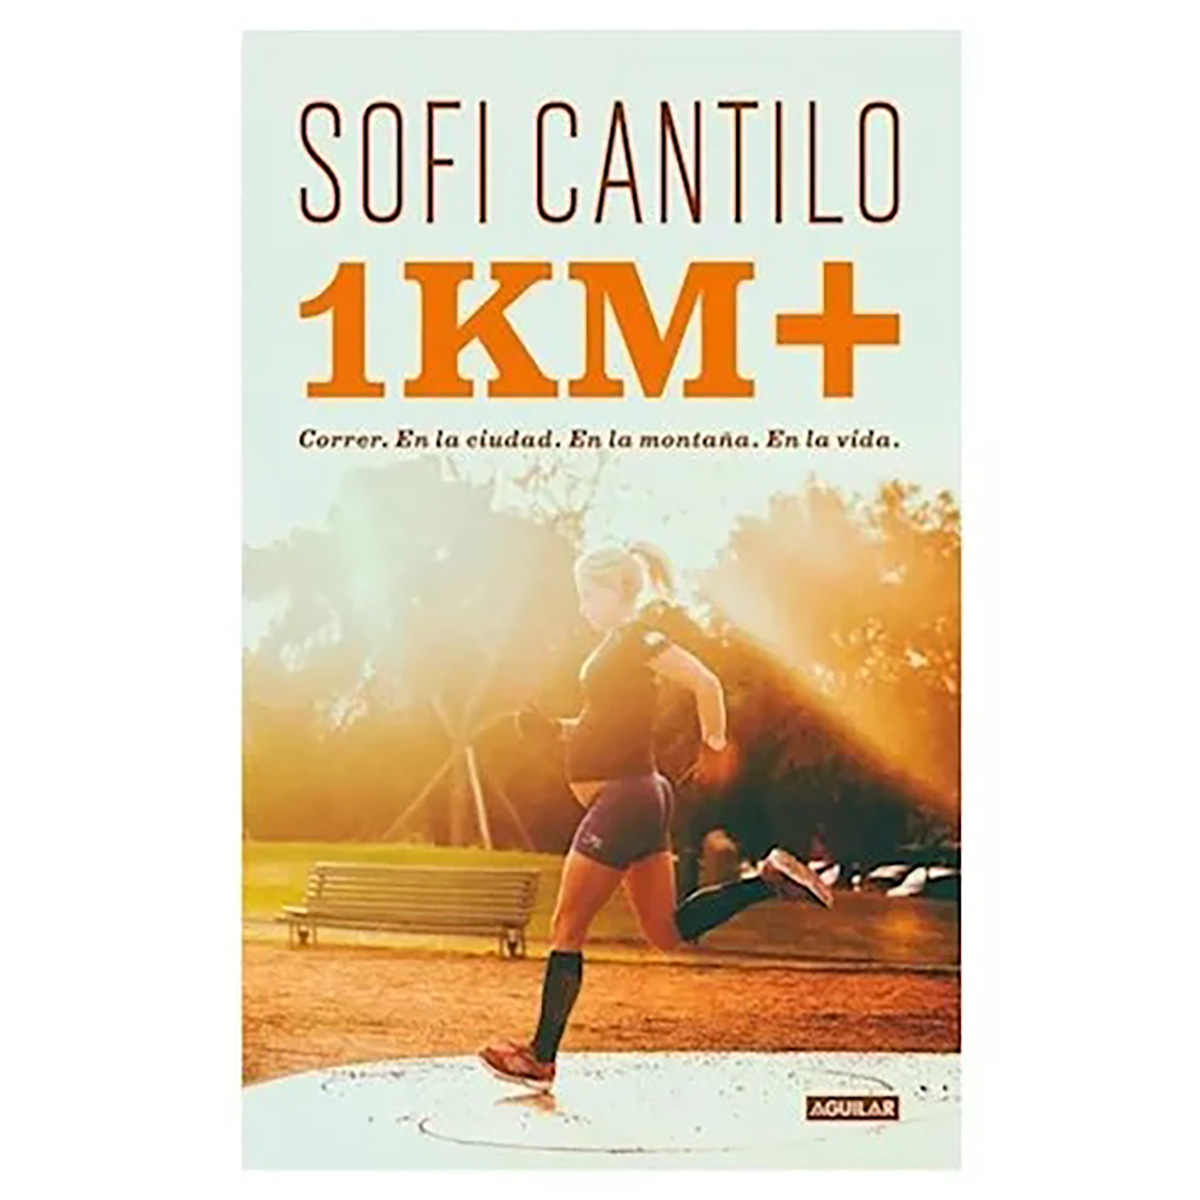 SOFI CANTILO
1KM+
Correr. En la ciudad. En la montaña. En la vida.
AGUILAR